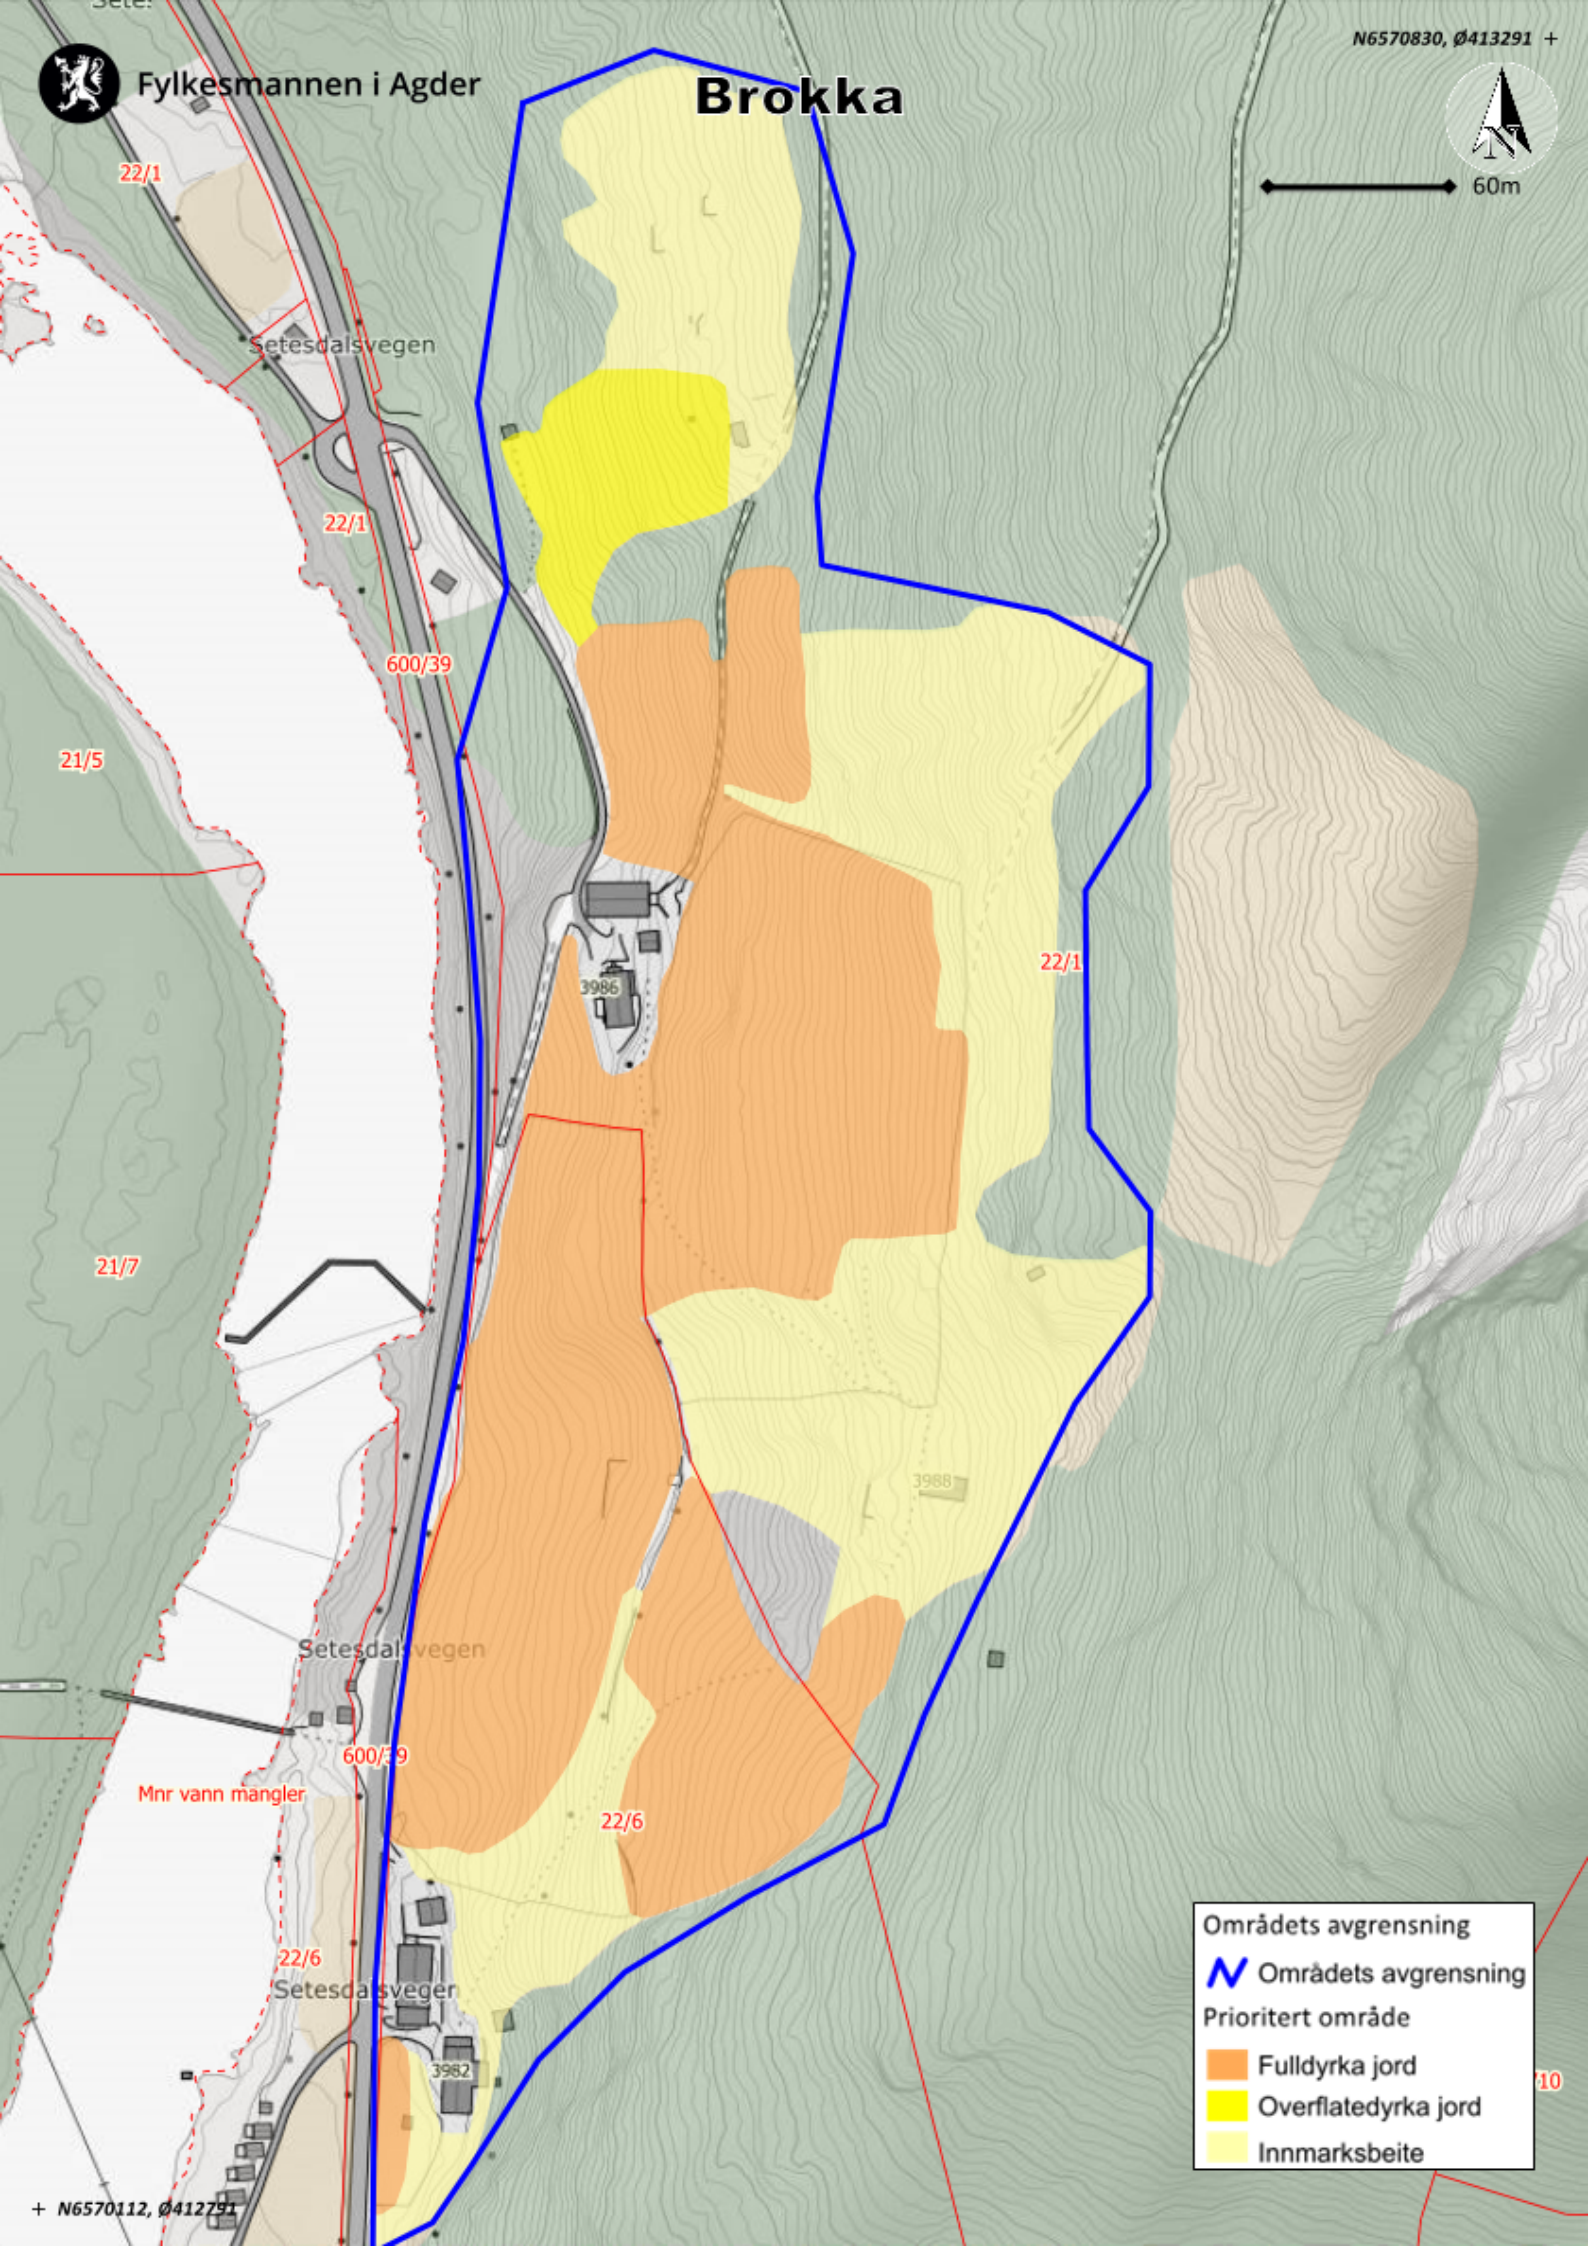 N6570830, Ø413291 +
Fylkesmannen i Agder
Brokka
N
60m
22/1
Setesdalsvegen
22/1
600/39
21/5
22/1
3986
21/7
3988
Setesdalsvegen
600/39
Mnr vann mangler
22/6
22/6
Setesdalsvegen
3982
Områdets avgrensning
Områdets avgrensning
Prioritert område
Fulldyrka jord
Overflatedyrka jord
Innmarksbeite
+ N6570112, Ø412791